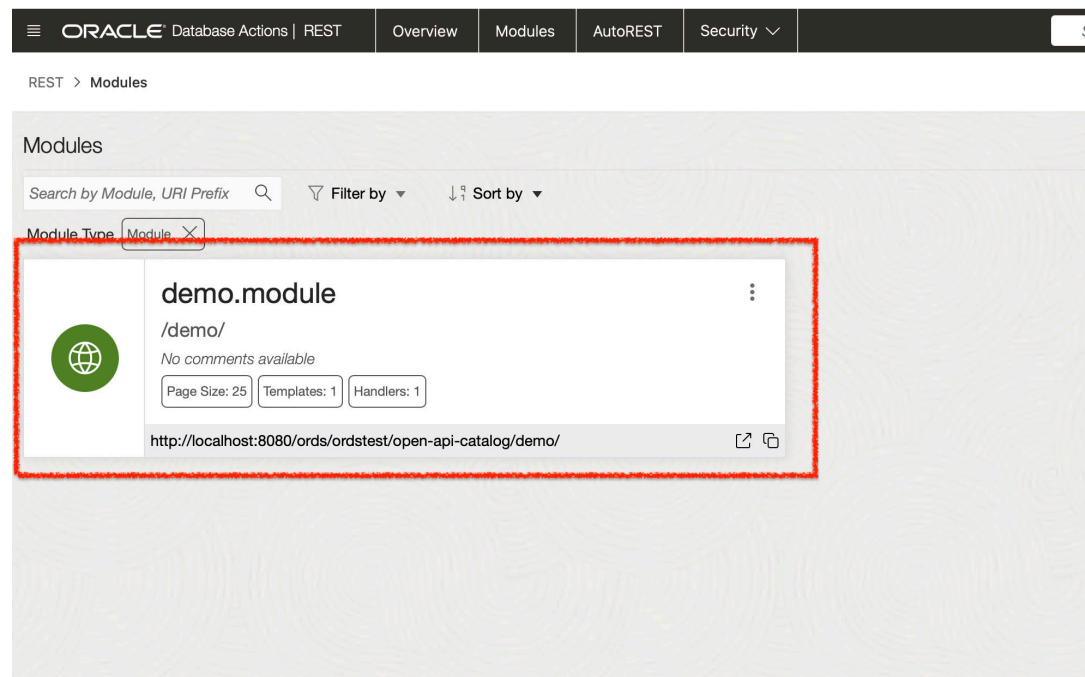 ORACLE Database Actions | REST Overview Modules AutoREST Security
REST > Modules
Modules
Search by Module, URI Prefix Filter by Sort by
Module Type Module
demo.module
/demo/
No comments available
Page Size: 25 Templates: 1 Handlers: 1
http://localhost:8080/ords/ordstest/open-api-catalog/demo/